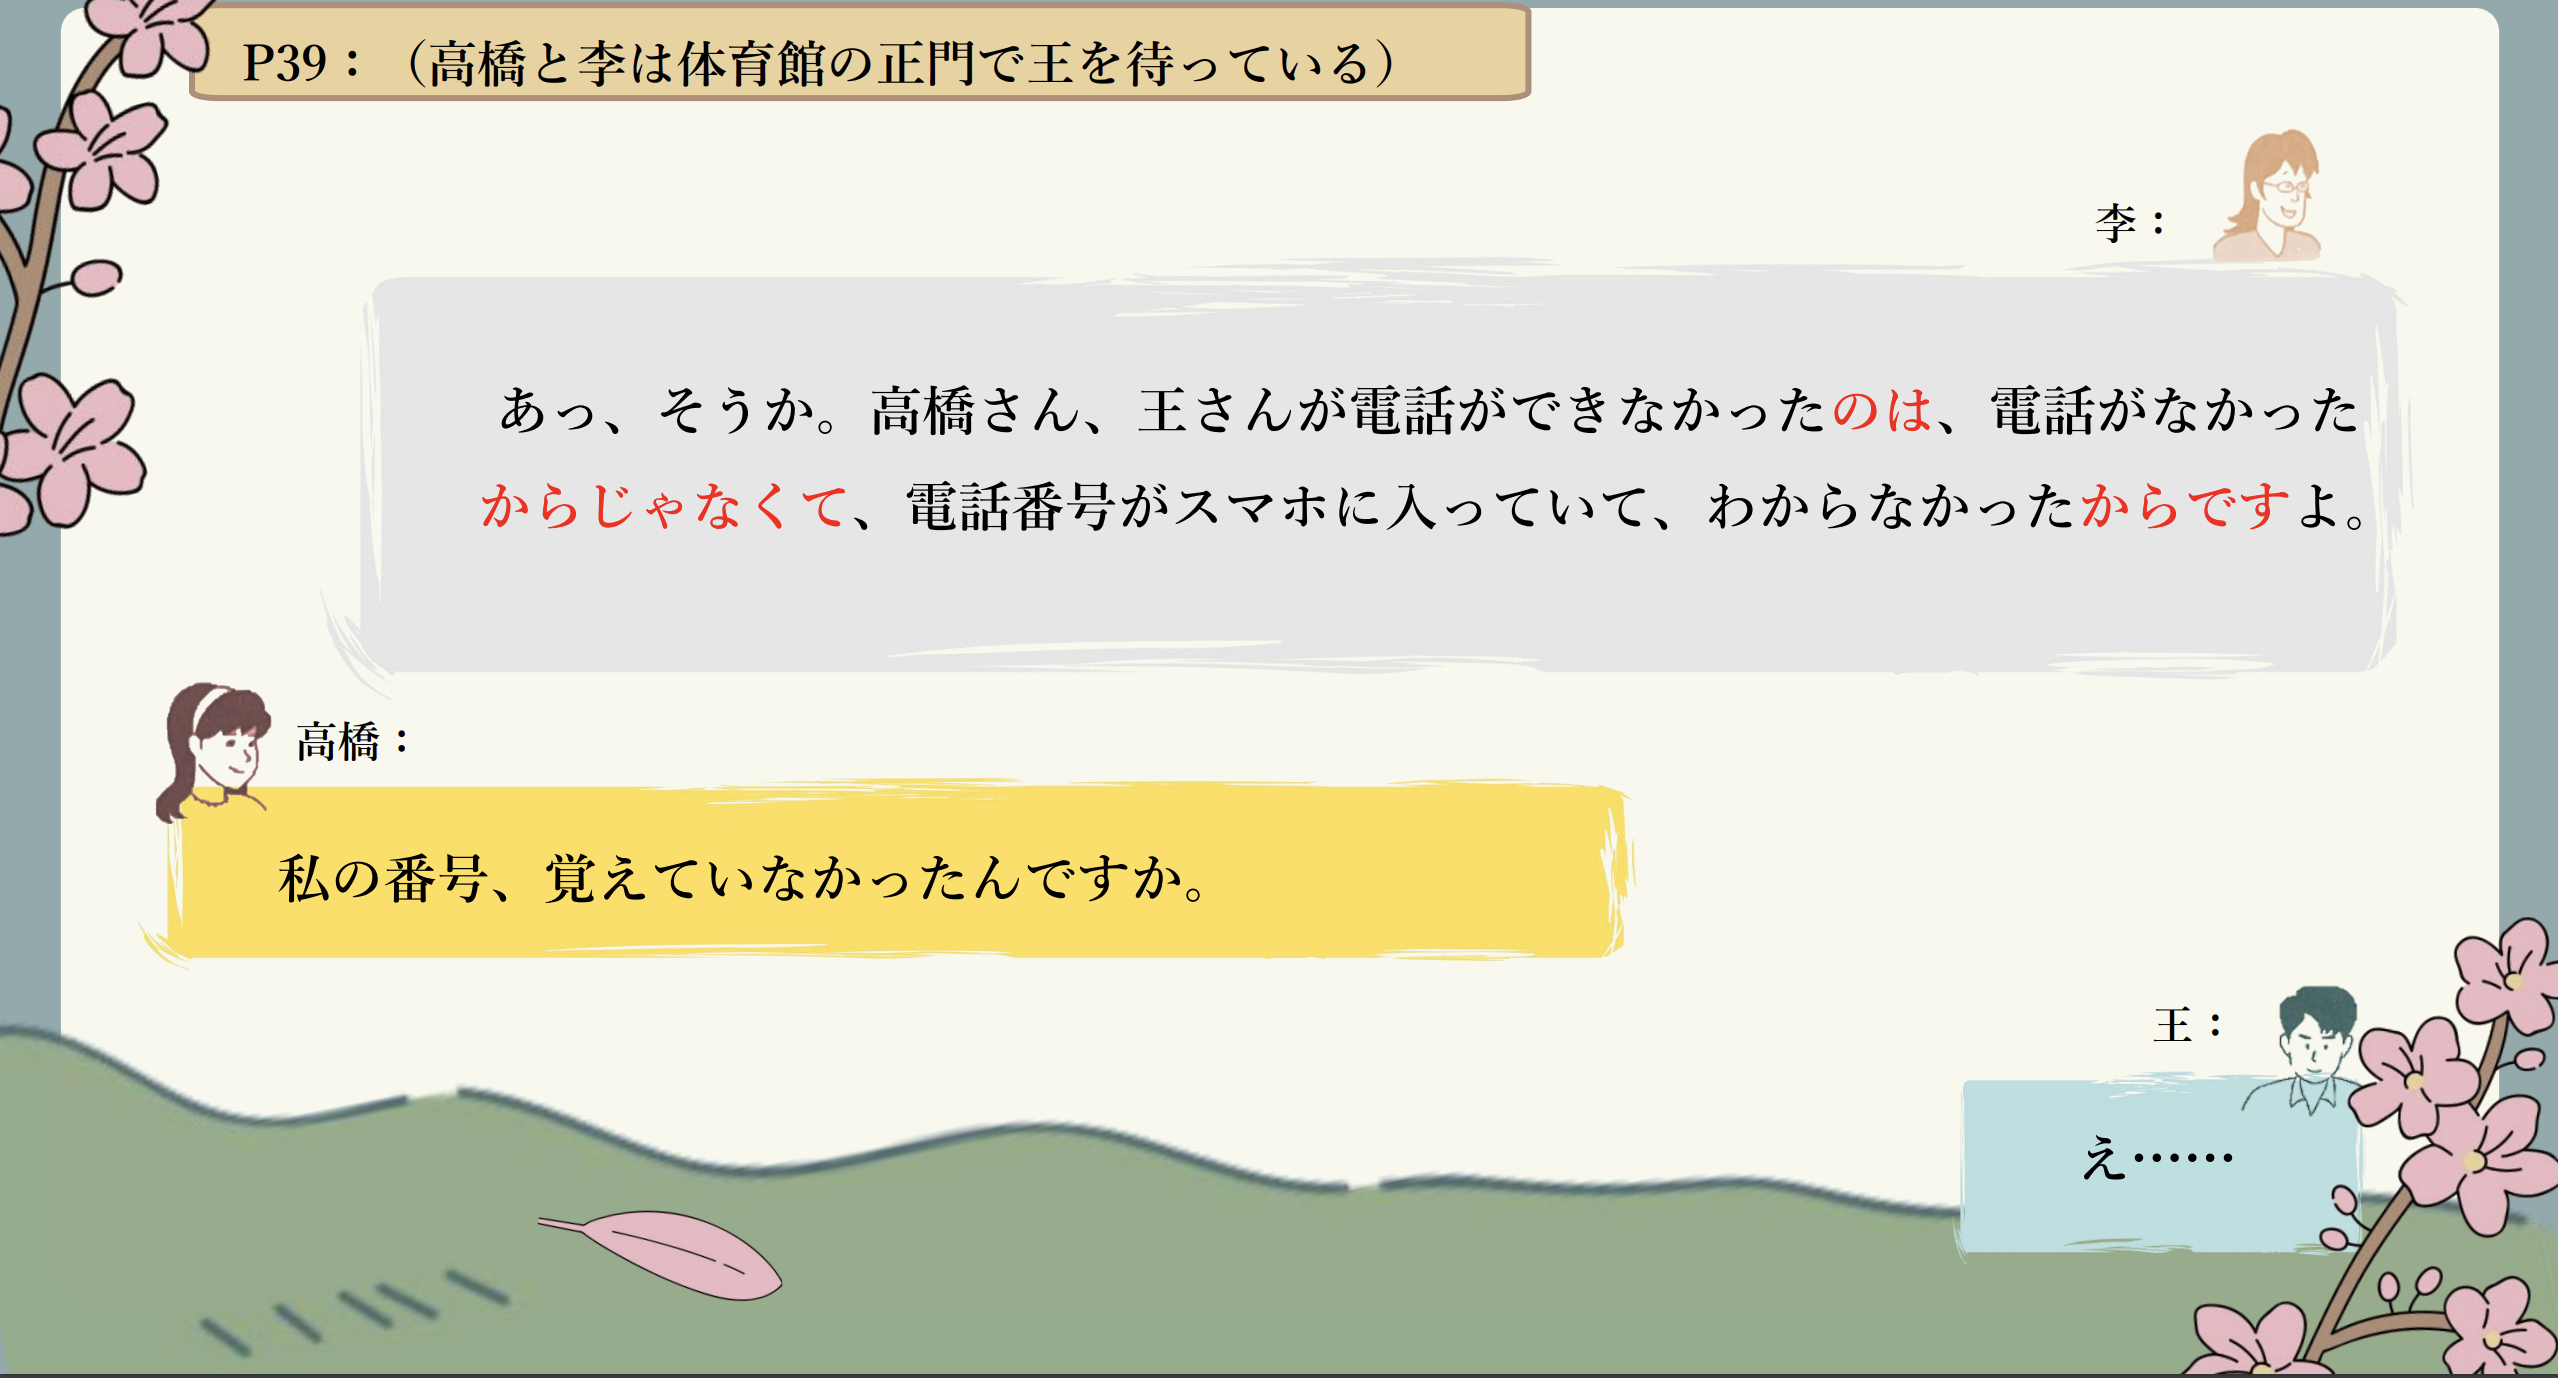 P39：（高橋と李は体育館の正門で王を待っている）
李：
あっ、そうか。高橋さん、王さんが電話ができなかったのは、電話がなかった
からじゃなくて、電話番号がスマホに入っていて、わからなかったからですよ。
高橋：
私の番号、覚えていなかったんですか。
王：
え……